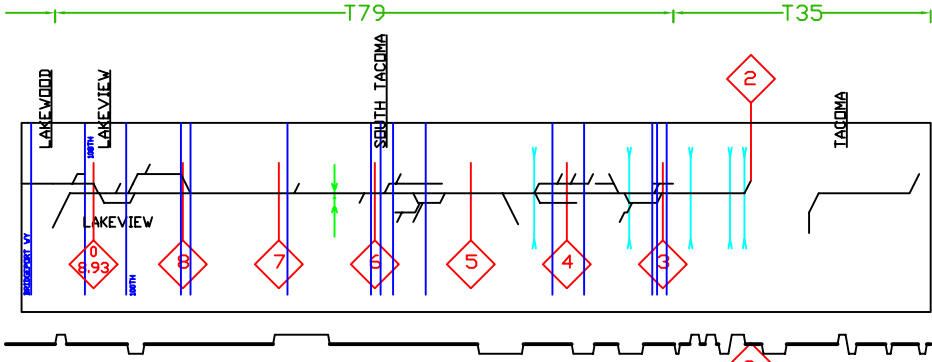 T79
T35
LAKEWOOD
LAKEVIEW
SOUTH TACOMA
TACOMA
2
108TH
LAKEVIEW
BRIDGEPORT WY
0
8.93
8
7
6
5
4
3
100TH